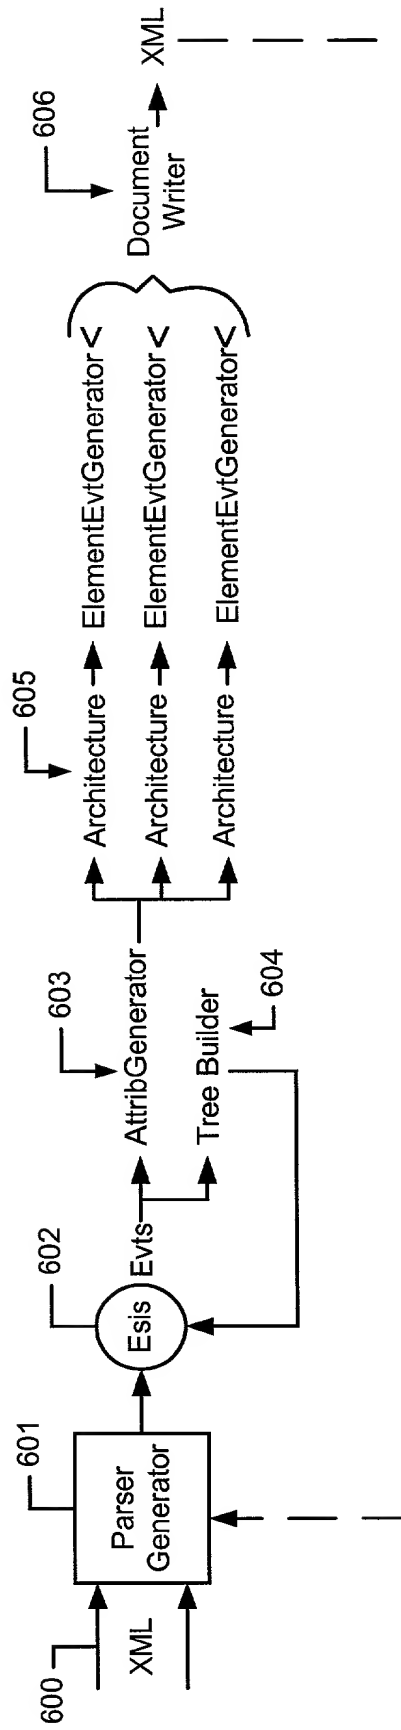 600
XML
601
Parser
Generator
602
Esis
Evts
603
AttribGenerator
Tree Builder
604
605
Architecture
ElementEvtGenerator<
Architecture
ElementEvtGenerator<
Architecture
ElementEvtGenerator<
606
Document
Writer
XML